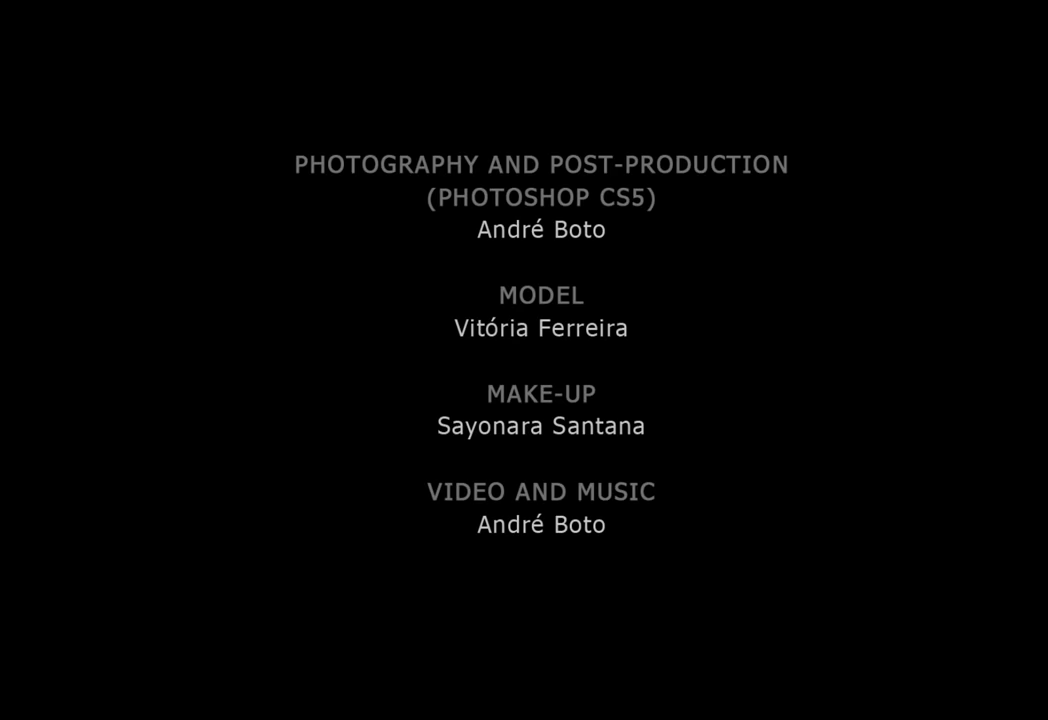 PHOTOGRAPHY AND POST-PRODUCTION
(PHOTOSHOP CS5)
André Boto
MODEL
Vitória Ferreira
MAKE-UP
Sayonara Santana
VIDEO AND MUSIC
André Boto